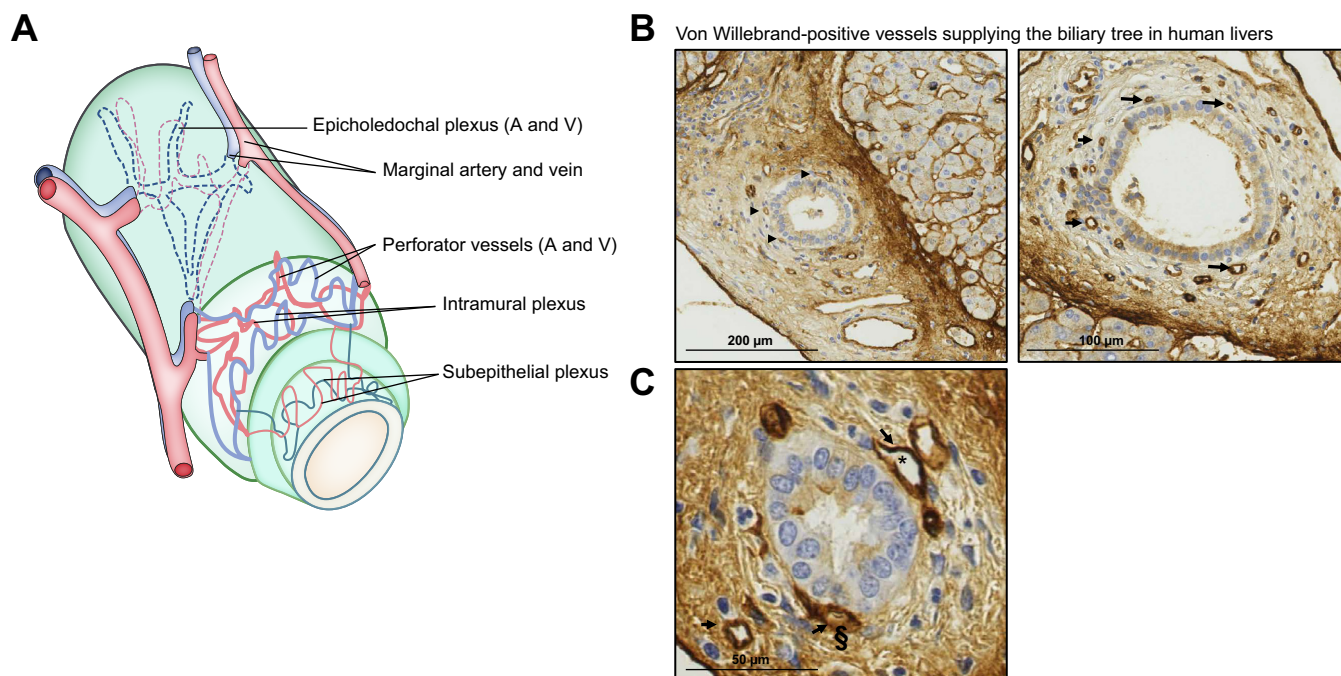 A
Epicholedochal plexus (A and V)
Marginal artery and vein
Perforator vessels (A and V)
Intramural plexus
Subepithelial plexus
B
Von Willebrand-positive vessels supplying the biliary tree in human livers
200 µm
100 µm
C
*
§
50 µm